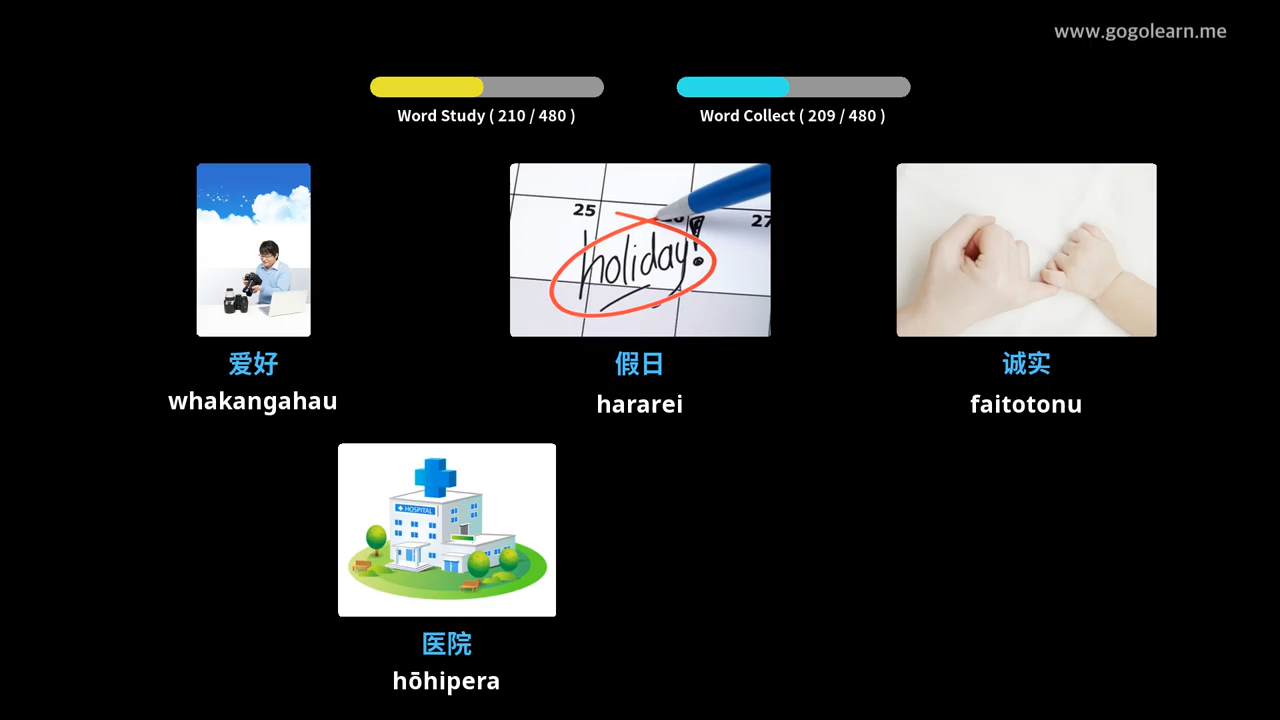 www.gogolearn.me
Word Study ( 210 / 480 )
Word Collect ( 209 / 480 )
25
27
holiday!
爱好
假日
诚实
whakangahau
hararei
faitotonu
HOSPITAL
医院
hōhipera